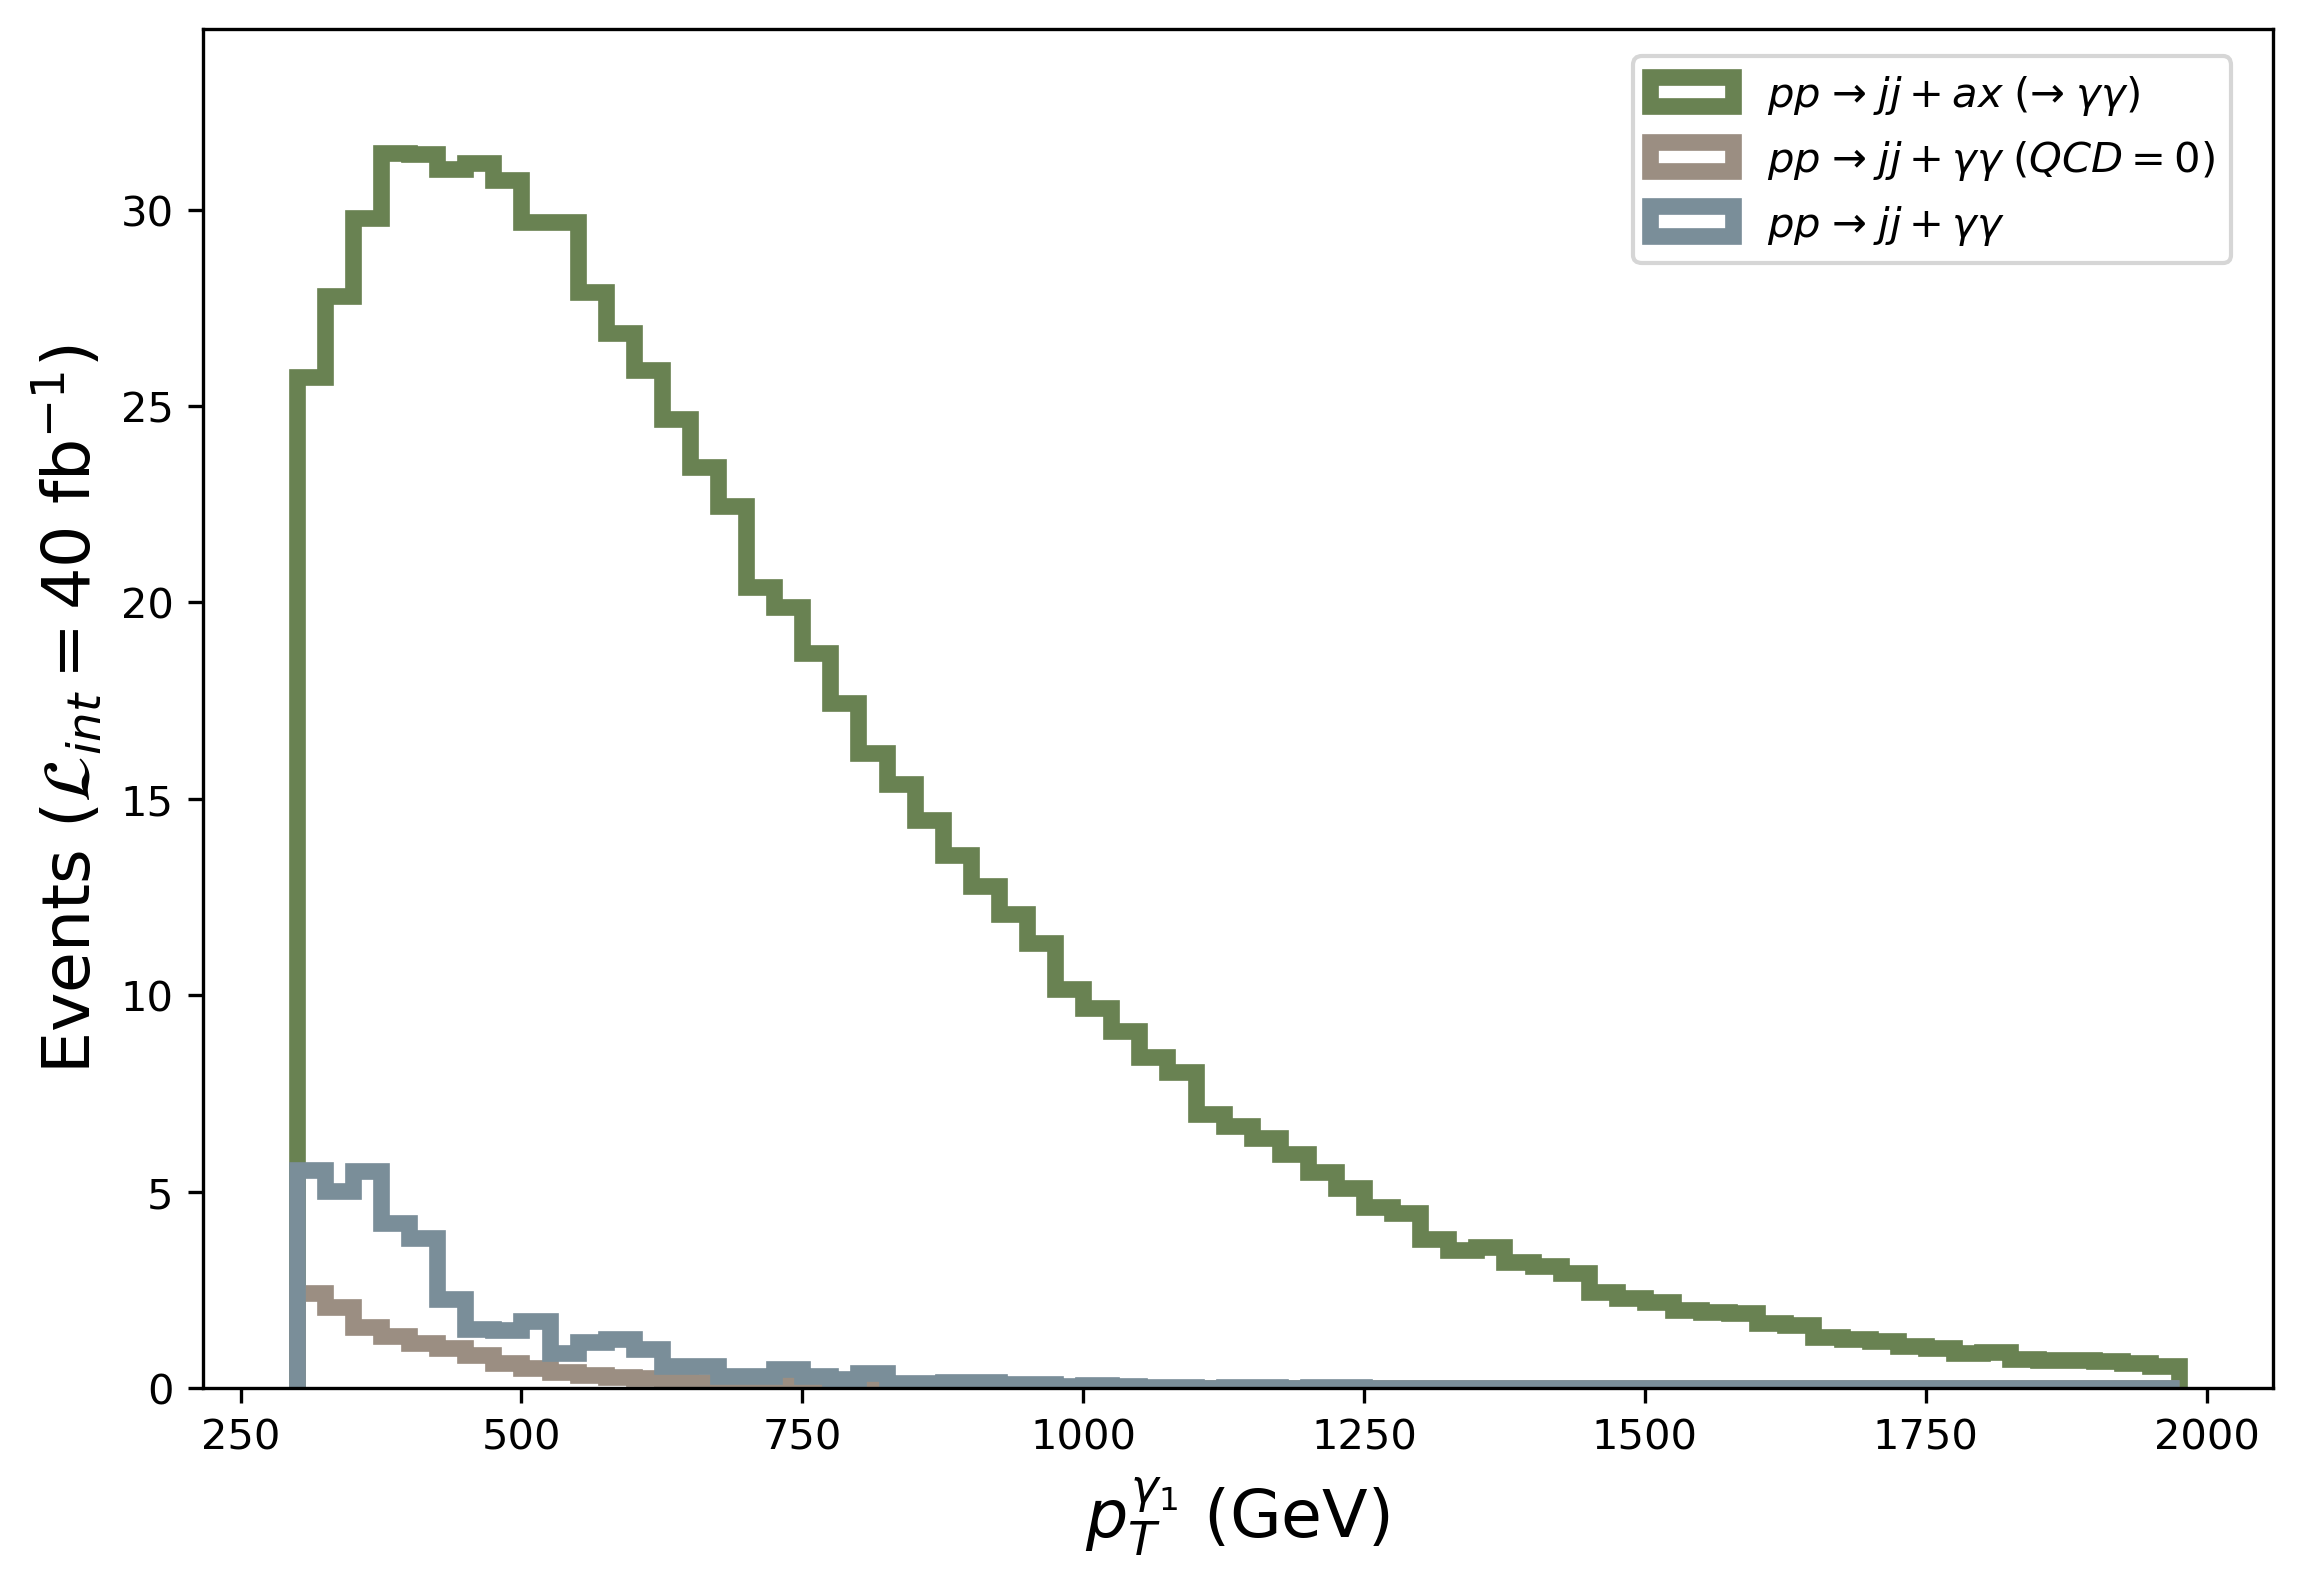 pp → jj + ax (→ γγ)
pp → jj + γγ (QCD = 0)
pp → jj + γγ
Events (ℒ_int = 40 fb⁻¹)
30
25
20
15
10
5
0
250 500 750 1000 1250 1500 1750 2000
p_T^{γ₁} (GeV)